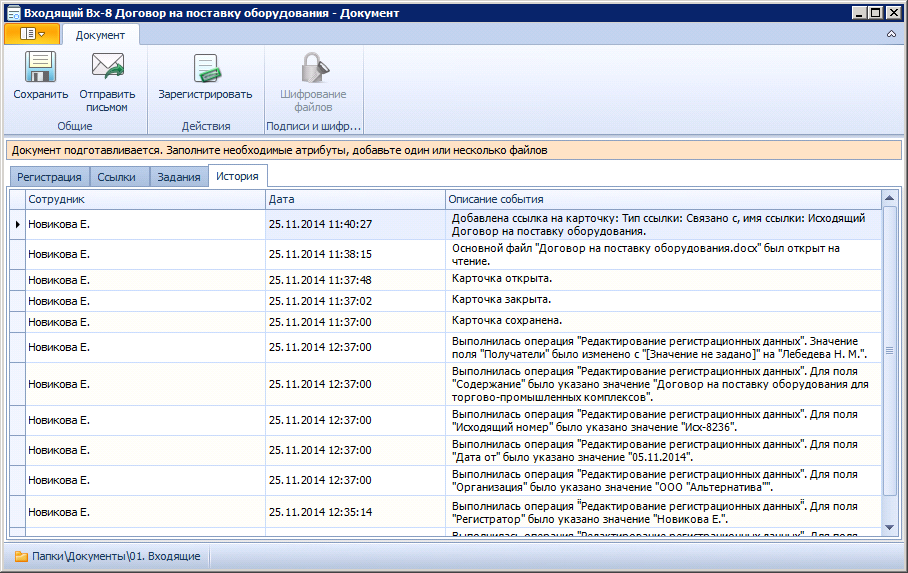 Входящий Вх-8 Договор на поставку оборудования - Документ
Документ
Сохранить
Отправить
письмом
Зарегистрировать
Шифрование
файлов
Общие
Действия
Подписи и шифр...
Документ подготавливается. Заполните необходимые атрибуты, добавьте один или несколько файлов
Регистрация
Ссылки
Задания
История
Сотрудник Дата Описание события
Новикова Е. 25.11.2014 11:40:27 Добавлена ссылка на карточку: Тип ссылки: Связано с, имя ссылки: Исходящий
Договор на поставку оборудования.
Новикова Е. 25.11.2014 11:38:15 Основной файл "Договор на поставку оборудования.docx" был открыт на
чтение.
Новикова Е. 25.11.2014 11:37:48 Карточка открыта.
Новикова Е. 25.11.2014 11:37:02 Карточка закрыта.
Новикова Е. 25.11.2014 11:37:00 Карточка сохранена.
Новикова Е. 25.11.2014 12:37:00 Выполнилась операция "Редактирование регистрационных данных". Значение
поля "Получатели" было изменено с "[Значение не задано]" на "Лебедева Н. М.".
Новикова Е. 25.11.2014 12:37:00 Выполнилась операция "Редактирование регистрационных данных". Для поля
"Содержание" было указано значение "Договор на поставку оборудования для
торгово-промышленных комплексов".
Новикова Е. 25.11.2014 12:37:00 Выполнилась операция "Редактирование регистрационных данных". Для поля
"Исходящий номер" было указано значение "Исх-8236".
Новикова Е. 25.11.2014 12:37:00 Выполнилась операция "Редактирование регистрационных данных". Для поля
"Дата от" было указано значение "05.11.2014".
Новикова Е. 25.11.2014 12:37:00 Выполнилась операция "Редактирование регистрационных данных". Для поля
"Организация" было указано значение "ООО "Альтернатива"".
Новикова Е. 25.11.2014 12:35:14 Выполнилась операция "Редактирование регистрационных данных". Для поля
"Регистратор" было указано значение "Новикова Е.".
Выполнилась операция "Редактирование регистрационных данных". Для поля
Папки\Документы\01. Входящие